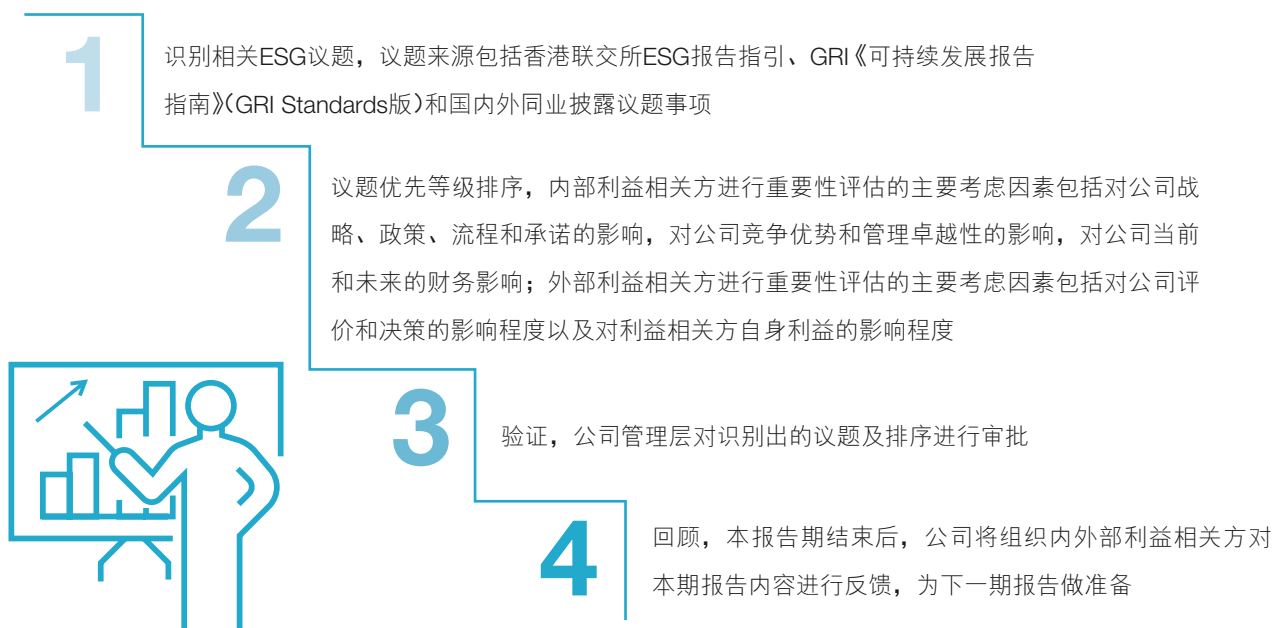 1
识别相关ESG议题，议题来源包括香港联交所ESG报告指引、GRI《可持续发展报告
指南》（GRI Standards版）和国内外同业披露议题事项
2
议题优先等级排序，内部利益相关方进行重要性评估的主要考虑因素包括对公司战
略、政策、流程和承诺的影响，对公司竞争优势和管理卓越性的影响，对公司当前
和未来的财务影响；外部利益相关方进行重要性评估的主要考虑因素包括对公司评
价和决策的影响程度以及对利益相关方自身利益的影响程度
3
验证，公司管理层对识别出的议题及排序进行审批
4
回顾，本报告期结束后，公司将组织内外部利益相关方对
本期报告内容进行反馈，为下一期报告做准备